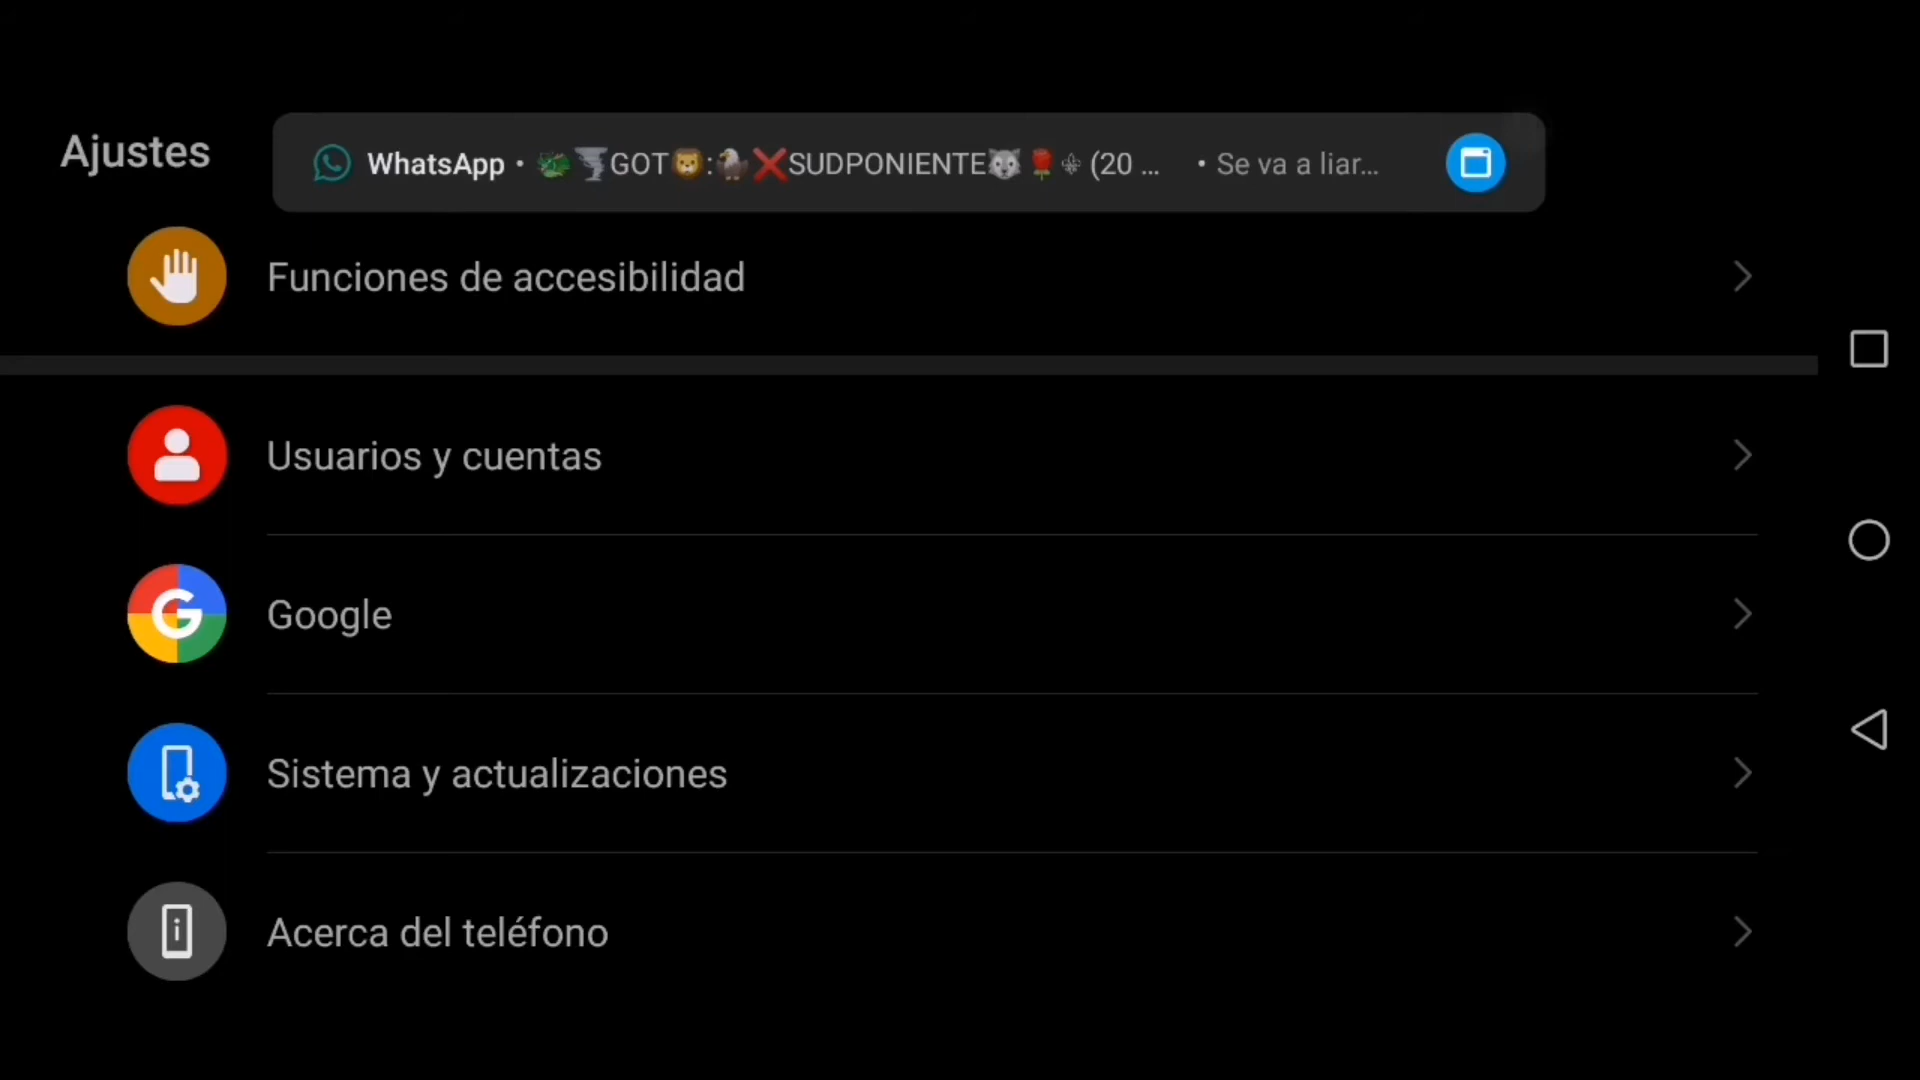 Ajustes
WhatsApp • 🐲🌪️GOT🦁:🦅❌SUDPONIENTE🐺🌹⚜ (20 ... • Se va a liar...
Funciones de accesibilidad
Usuarios y cuentas
Google
Sistema y actualizaciones
Acerca del teléfono